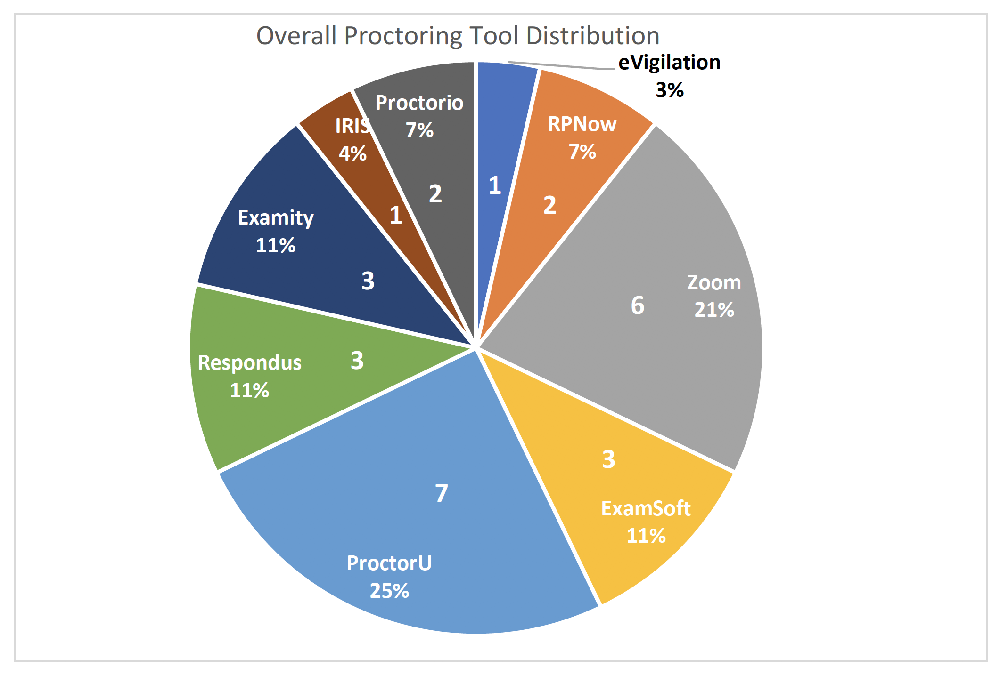 Overall Proctoring Tool Distribution
eVigilation
3%
1
RPNow
7%
2
Zoom
21%
6
ExamSoft
11%
3
ProctorU
25%
7
Respondus
11%
3
Examity
11%
3
IRIS
4%
1
Proctorio
7%
2